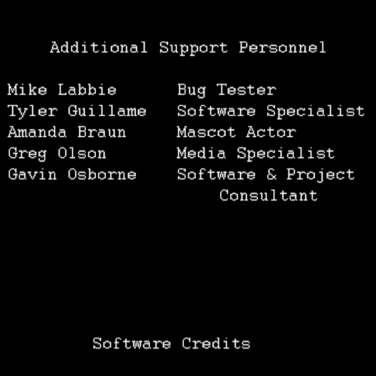 Additional Support Personnel
Mike Labbie Bug Tester
Tyler Guillame Software Specialist
Amanda Braun Mascot Actor
Greg Olson Media Specialist
Gavin Osborne Software & Project
Consultant
Software Credits